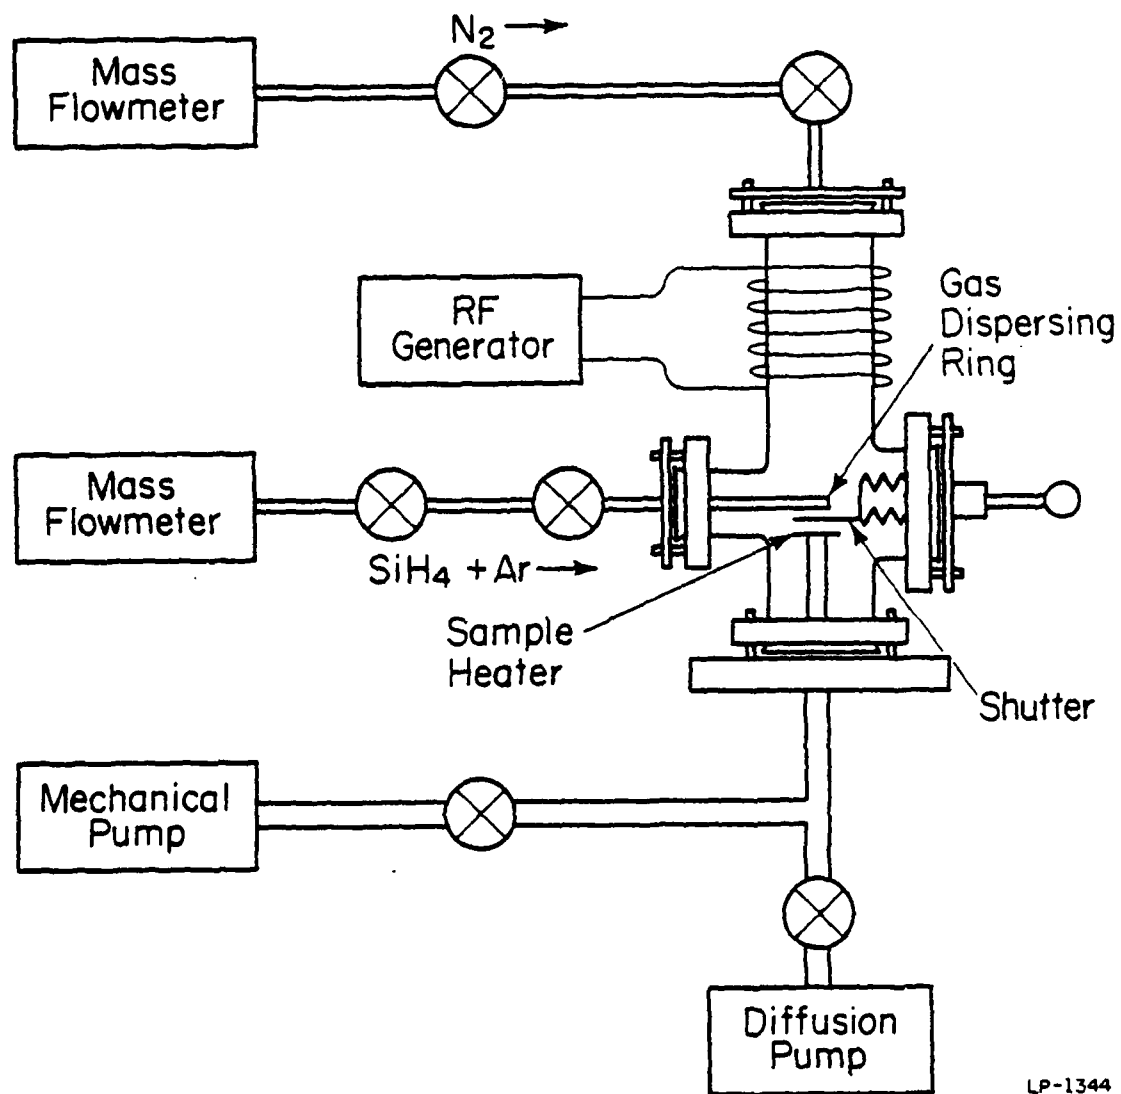 N₂
Mass
Flowmeter
RF
Generator
Gas
Dispersing
Ring
Mass
Flowmeter
SiH₄ + Ar
Sample
Heater
Shutter
Mechanical
Pump
Diffusion
Pump
LP-1344